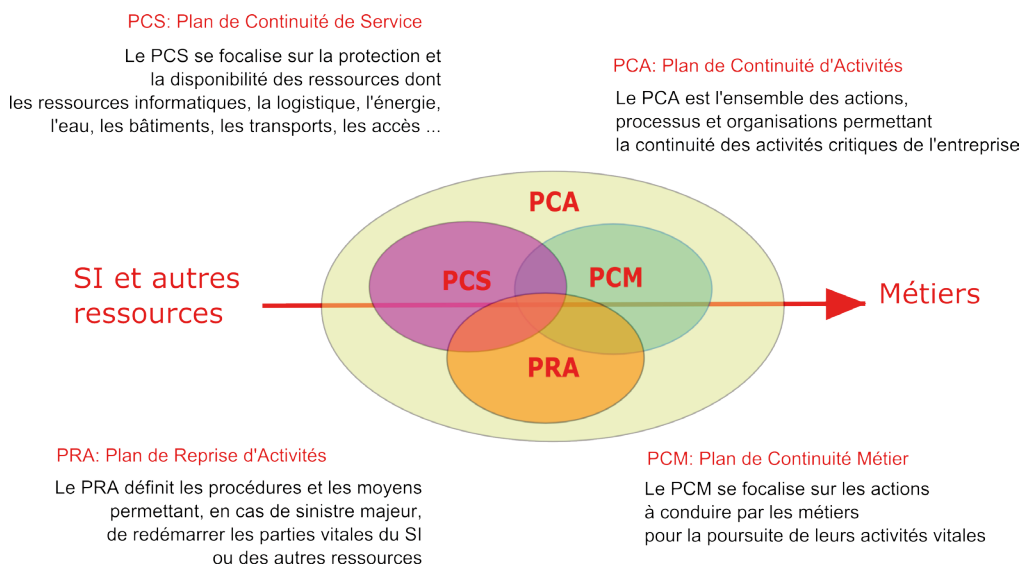 PCS: Plan de Continuité de Service
Le PCS se focalise sur la protection et
la disponibilité des ressources dont
les ressources informatiques, la logistique, l'énergie,
l'eau, les bâtiments, les transports, les accès ...
PCA: Plan de Continuité d'Activités
Le PCA est l'ensemble des actions,
processus et organisations permettant
la continuité des activités critiques de l'entreprise
PCA
PCS
PCM
PRA
SI et autres
ressources
Métiers
PRA: Plan de Reprise d'Activités
Le PRA définit les procédures et les moyens
permettant, en cas de sinistre majeur,
de redémarrer les parties vitales du SI
ou des autres ressources
PCM: Plan de Continuité Métier
Le PCM se focalise sur les actions
à conduire par les métiers
pour la poursuite de leurs activités vitales